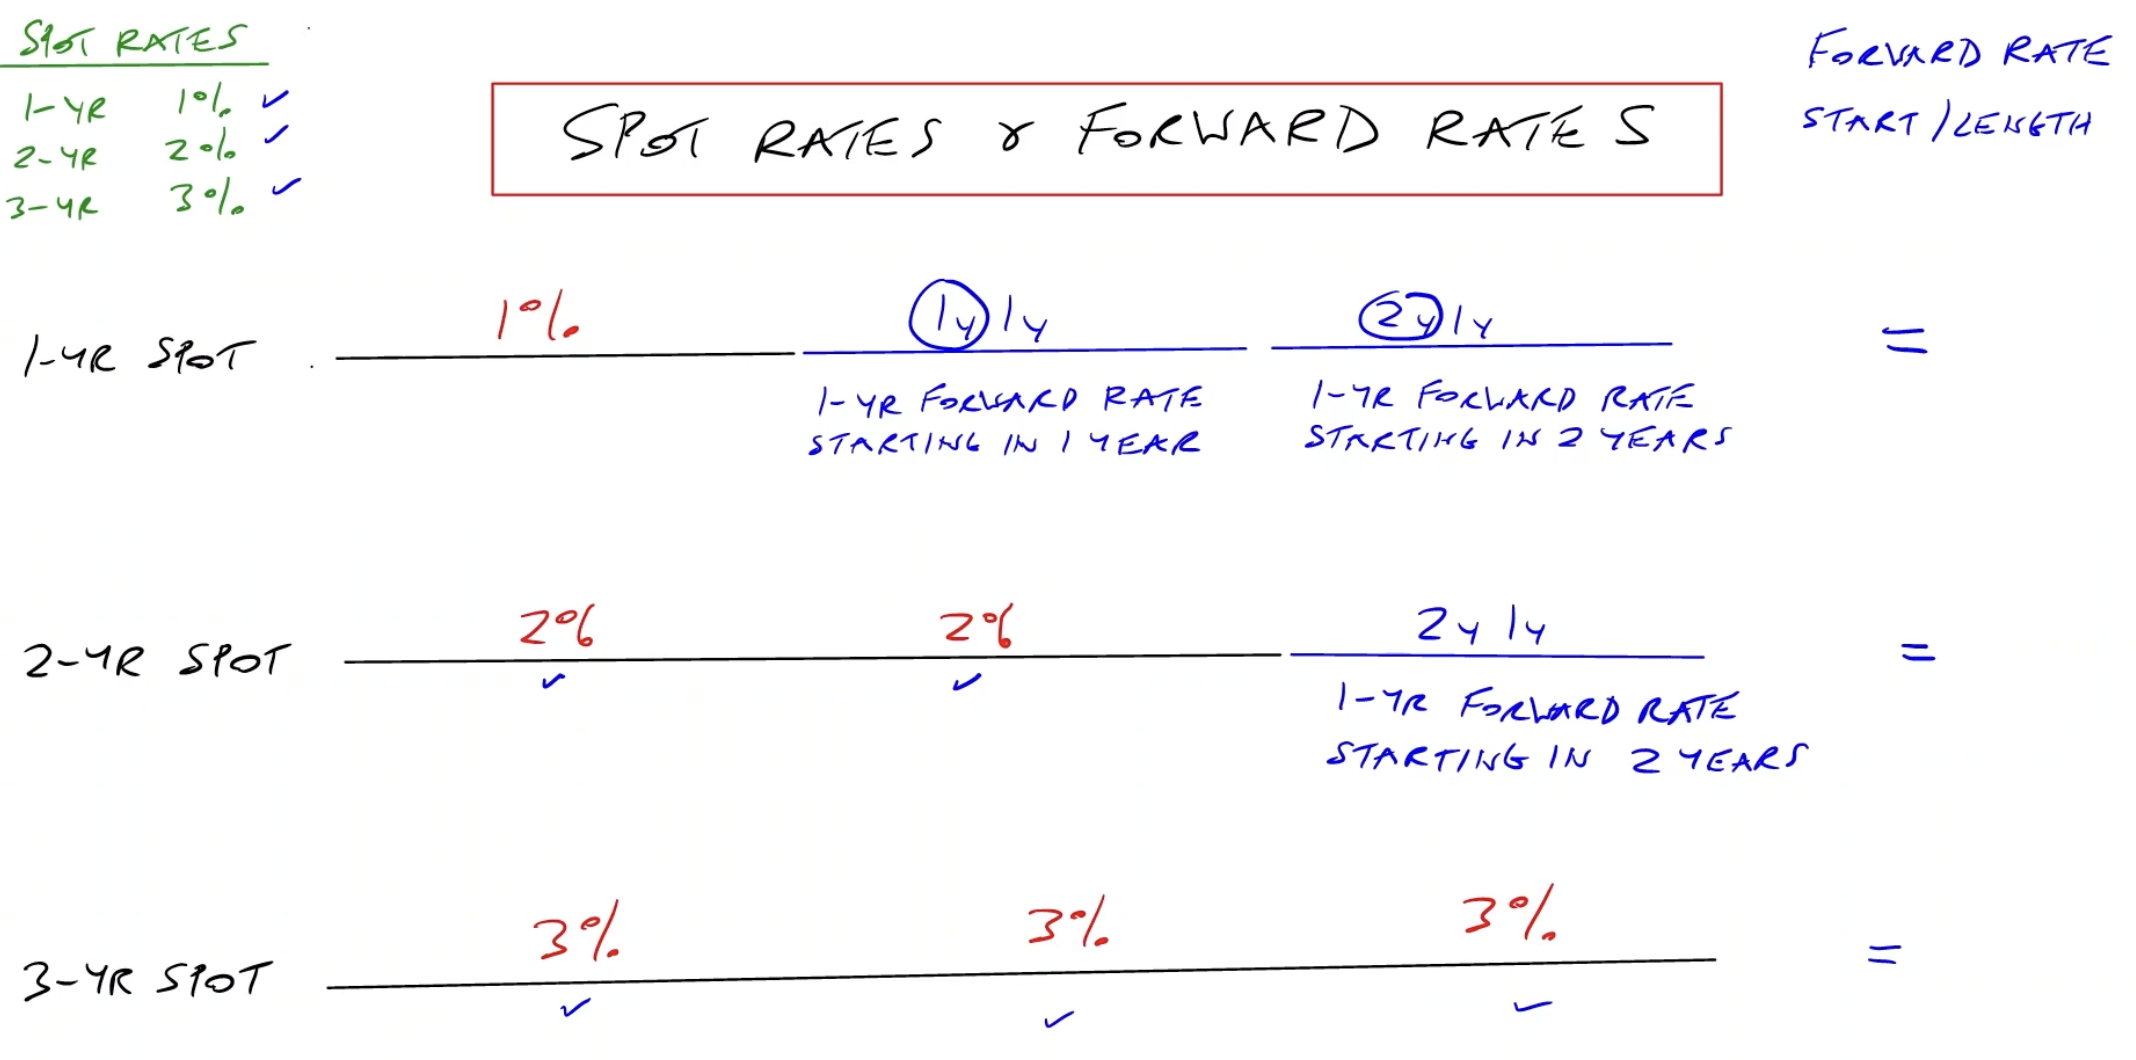 SPOT RATES
1-YR 1%
2-YR 2%
3-YR 3%
SPOT RATES & FORWARD RATES
FORWARD RATE
START/LENGTH
1-YR SPOT 1% 1y1y 2y1y =
1-YR FORWARD RATE
STARTING IN 1 YEAR
1-YR FORWARD RATE
STARTING IN 2 YEARS
2-YR SPOT 2% 2% 2y1y =
1-YR FORWARD RATE
STARTING IN 2 YEARS
3-YR SPOT 3% 3% 3% =